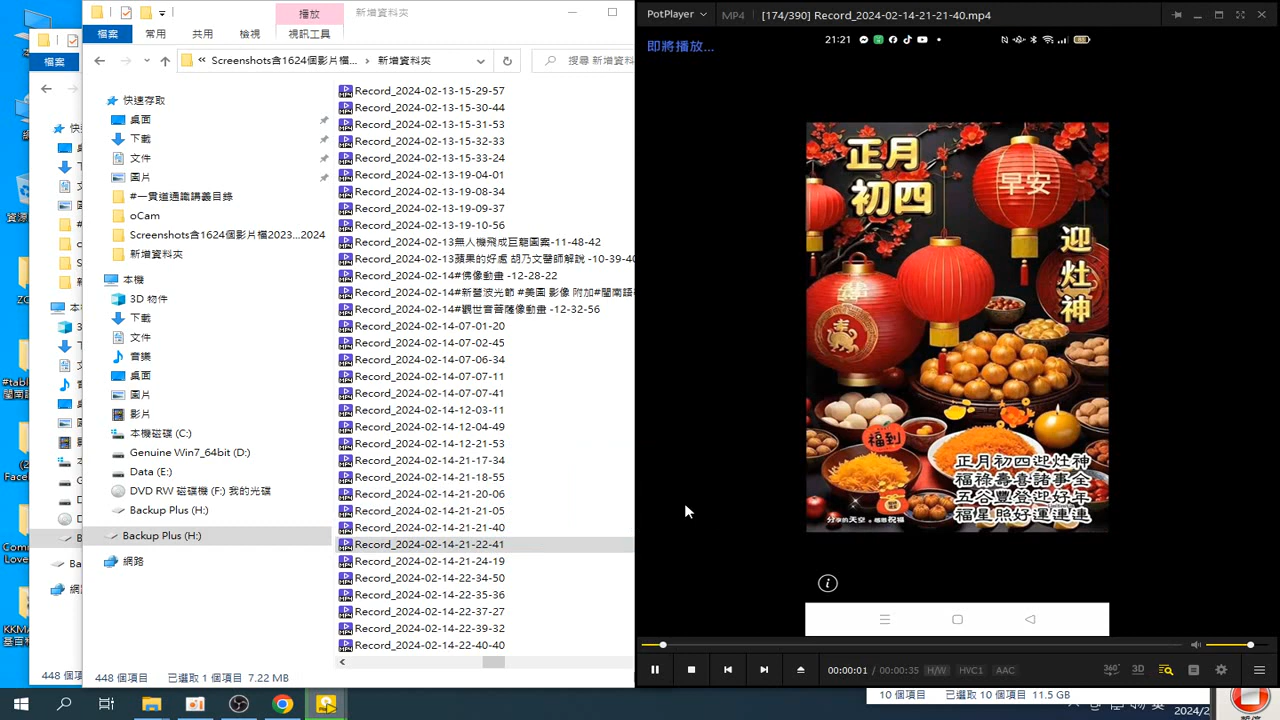 播放
新增資料夾
檔案
常用
共用
檢視
視訊工具
檔案
Screenshots含1624個影片檔...
新增資料夾
搜尋 新增資料
快速存取
桌面
下載
文件
圖片
#一貫道通識講義目錄
oCam
Screenshots含1624個影片檔2023...2024
新增資料夾
本機
3D 物件
下載
文件
音樂
桌面
圖片
影片
本機磁碟 (C:)
Genuine Win7_64bit (D:)
Data (E:)
DVD RW 磁碟機 (F:) 我的光碟
Backup Plus (H:)
Backup Plus (H:)
網路
Record_2024-02-13-15-29-57
Record_2024-02-13-15-30-44
Record_2024-02-13-15-31-53
Record_2024-02-13-15-32-33
Record_2024-02-13-15-33-24
Record_2024-02-13-19-04-01
Record_2024-02-13-19-08-34
Record_2024-02-13-19-09-37
Record_2024-02-13-19-10-56
Record_2024-02-13無人機飛成巨龍圖案-11-48-42
Record_2024-02-13蘋果的好處 胡乃文醫師解說 -10-39-40
Record_2024-02-14#佛像動畫 -12-28-22
Record_2024-02-14#新營波光節 #美圖 影像 附加#閩南語
Record_2024-02-14#觀世音菩薩像動畫 -12-32-56
Record_2024-02-14-07-01-20
Record_2024-02-14-07-02-45
Record_2024-02-14-07-06-34
Record_2024-02-14-07-07-11
Record_2024-02-14-07-07-41
Record_2024-02-14-12-03-11
Record_2024-02-14-12-04-49
Record_2024-02-14-12-21-53
Record_2024-02-14-21-17-34
Record_2024-02-14-21-18-55
Record_2024-02-14-21-20-06
Record_2024-02-14-21-21-05
Record_2024-02-14-21-21-40
Record_2024-02-14-21-22-41
Record_2024-02-14-21-24-19
Record_2024-02-14-22-34-50
Record_2024-02-14-22-35-36
Record_2024-02-14-22-37-27
Record_2024-02-14-22-39-32
Record_2024-02-14-22-40-40
448 個項目
已選取 1 個項目 7.22 MB
PotPlayer
MP4
[174/390] Record_2024-02-14-21-21-40.mp4
即將播放...
21:21
正月
初四
早安
迎
灶
神
福到
正月初四迎灶神
福祿壽喜諸事全
五谷豐登迎好年
福星照好運連連
分享的天空。每圖祝福
00:00:01 / 00:00:35
H/W
HVC1
AAC
360°
3D
10 個項目
已選取 10 個項目 11.5 GB
2024/2